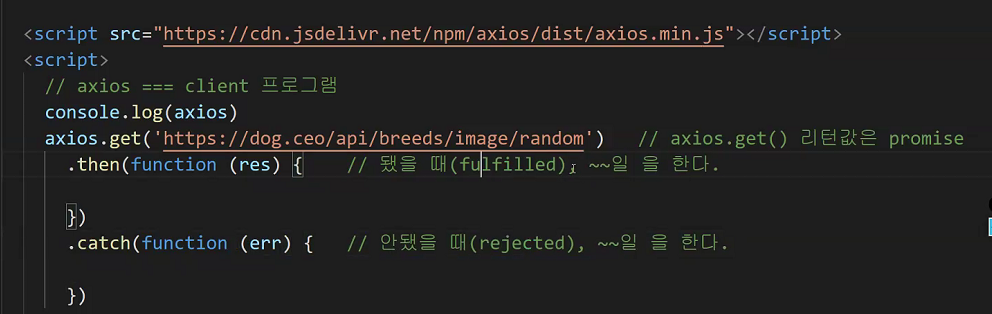 <script src="https://cdn.jsdelivr.net/npm/axios/dist/axios.min.js"></script>
<script>
// axios === client 프로그램
console.log(axios)
axios.get('https://dog.ceo/api/breeds/image/random') // axios.get() 리턴값은 promise
.then(function (res) { // 됐을 때(fulfilled), ~~일 을 한다.
})
.catch(function (err) { // 안됐을 때(rejected), ~~일 을 한다.
})